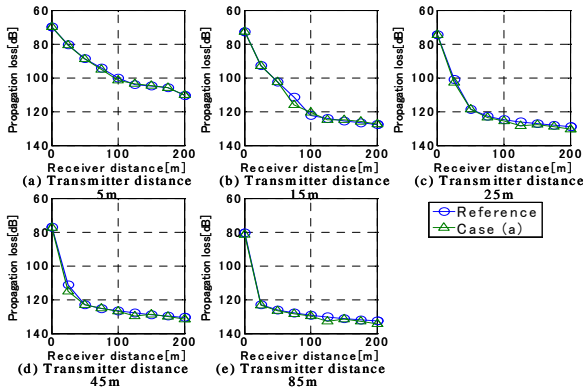 60
80
100
120
140
Propagation loss[dB]
0 100 200
Receiver distance[m]
(a) Transmitter distance
5m
60
80
100
120
140
Propagation loss[dB]
0 100 200
Receiver distance[m]
(b) Transmitter distance
15m
60
80
100
120
140
Propagation loss[dB]
0 100 200
Receiver distance[m]
(c) Transmitter distance
25m
Reference
Case (a)
60
80
100
120
140
Propagation loss[dB]
0 100 200
Receiver distance[m]
(d) Transmitter distance
45m
60
80
100
120
140
Propagation loss[dB]
0 100 200
Receiver distance[m]
(e) Transmitter distance
85m